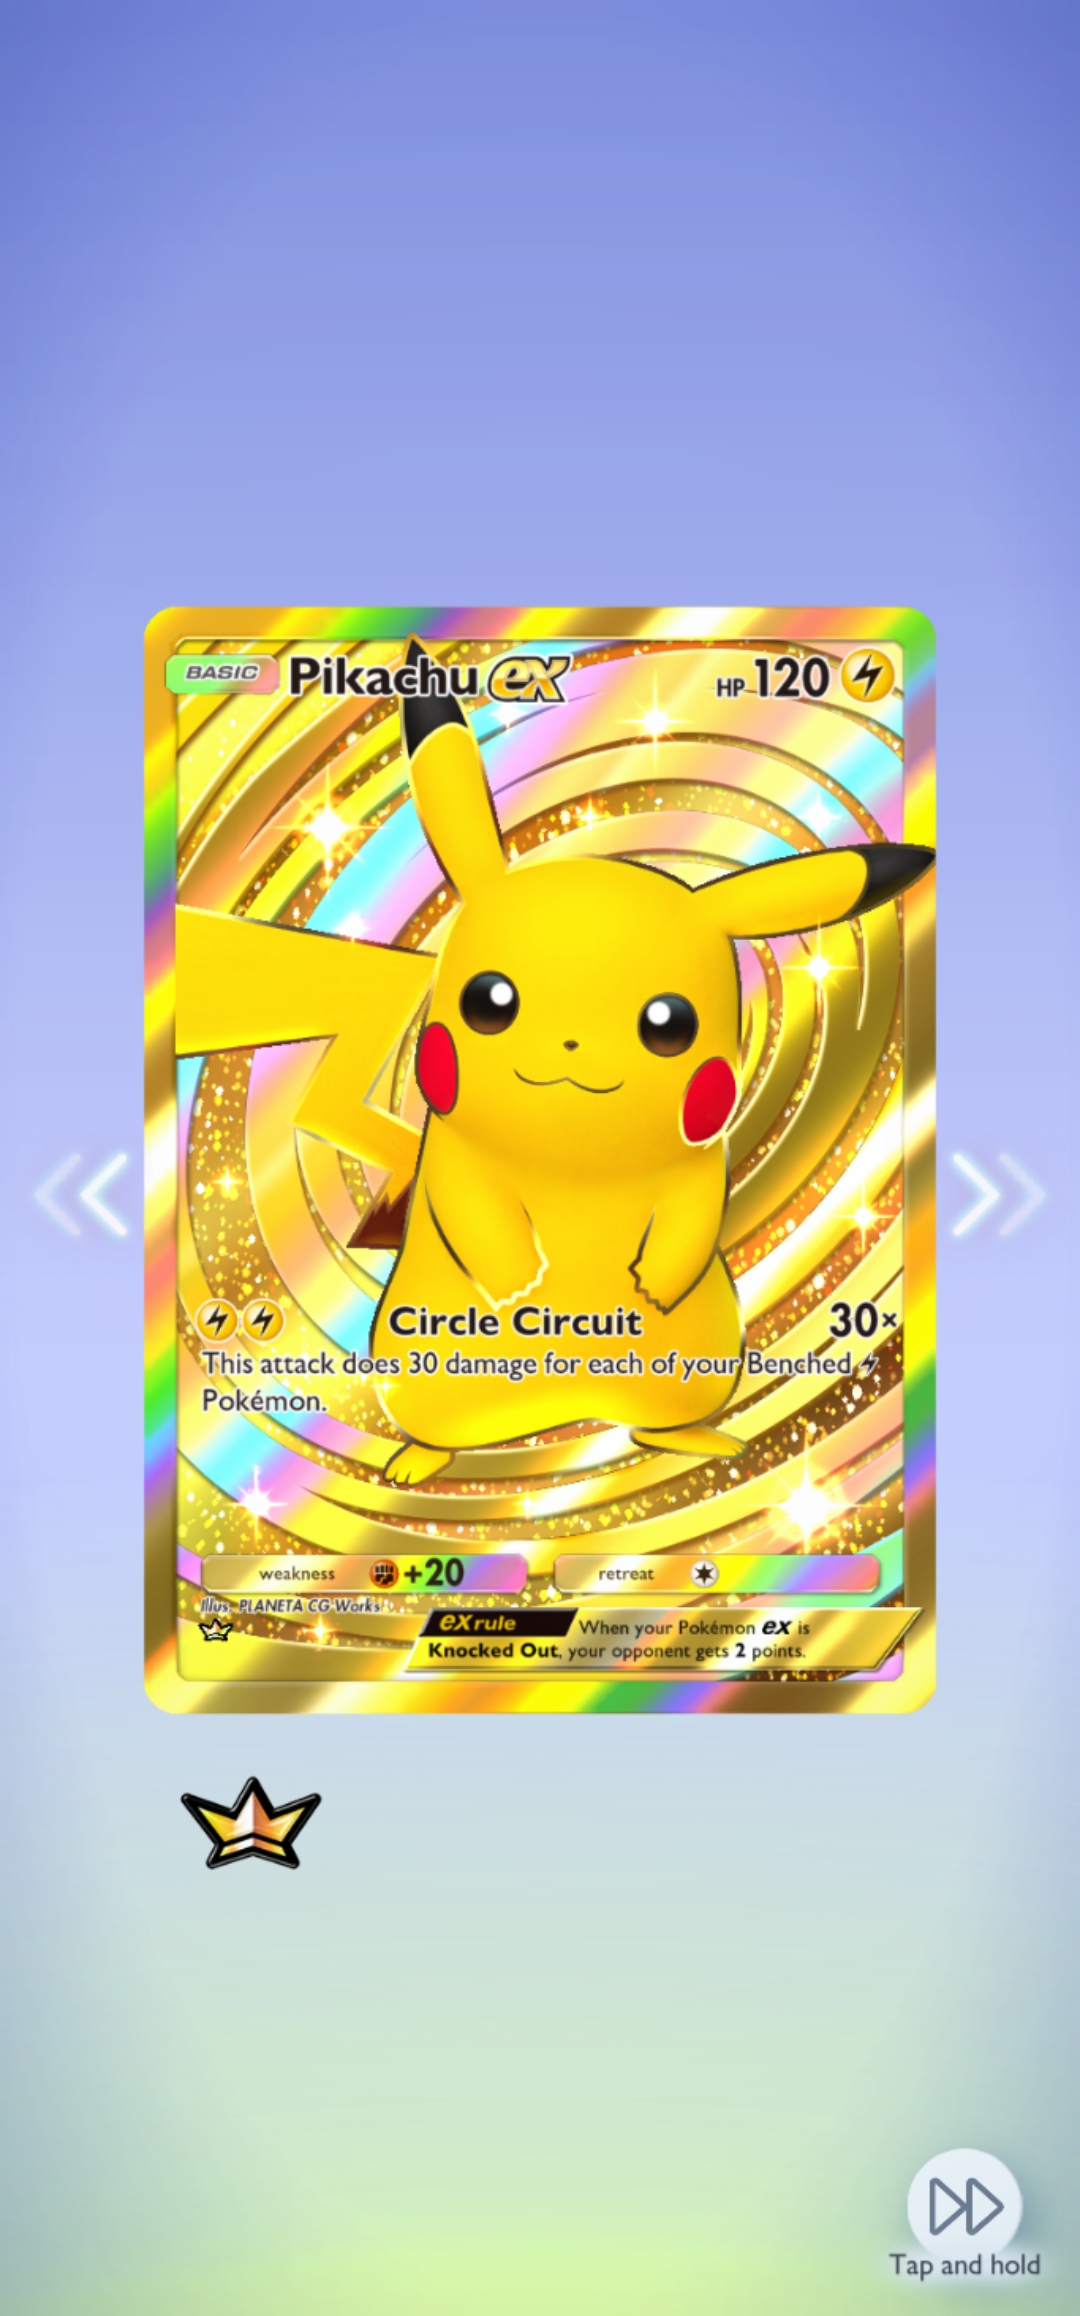 BASIC Pikachu ex HP 120
Circle Circuit 30×
This attack does 30 damage for each of your Benched
Pokémon.
weakness +20 retreat
Illus. PLANETA CG Works
ex rule When your Pokémon ex is
Knocked Out, your opponent gets 2 points.
Tap and hold